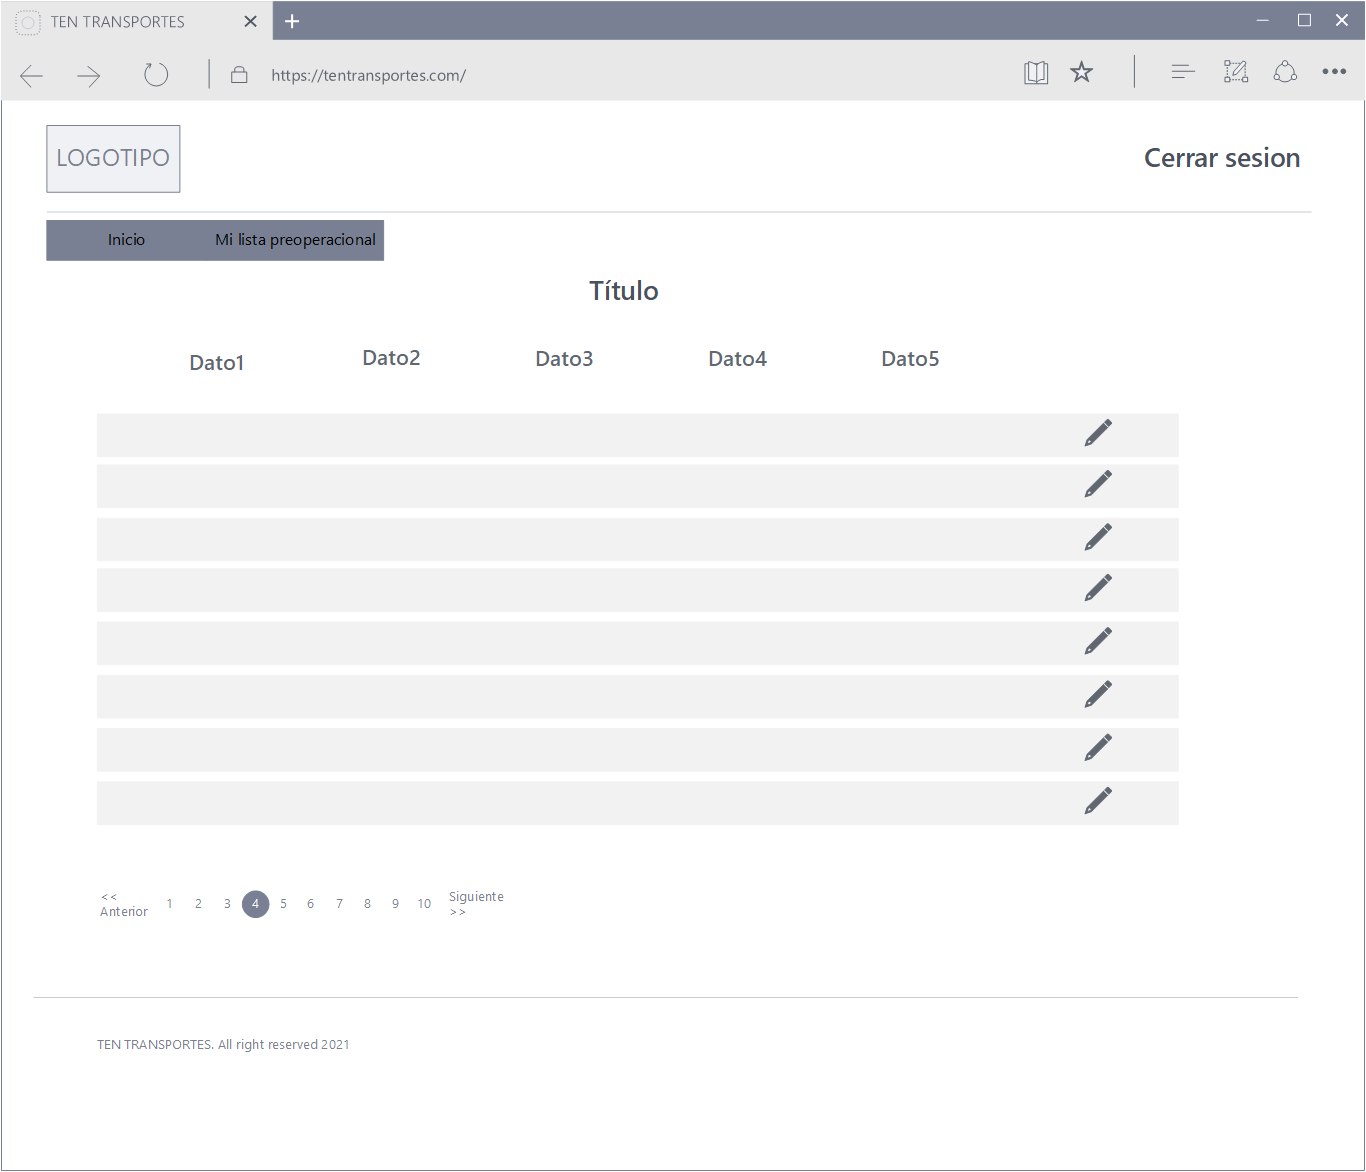 TEN TRANSPORTES
https://tentransportes.com/
LOGOTIPO
Cerrar sesion
Inicio Mi lista preoperacional
Título
Dato1 Dato2 Dato3 Dato4 Dato5
<< Siguiente
Anterior 1 2 3 4 5 6 7 8 9 10 >>
TEN TRANSPORTES. All right reserved 2021